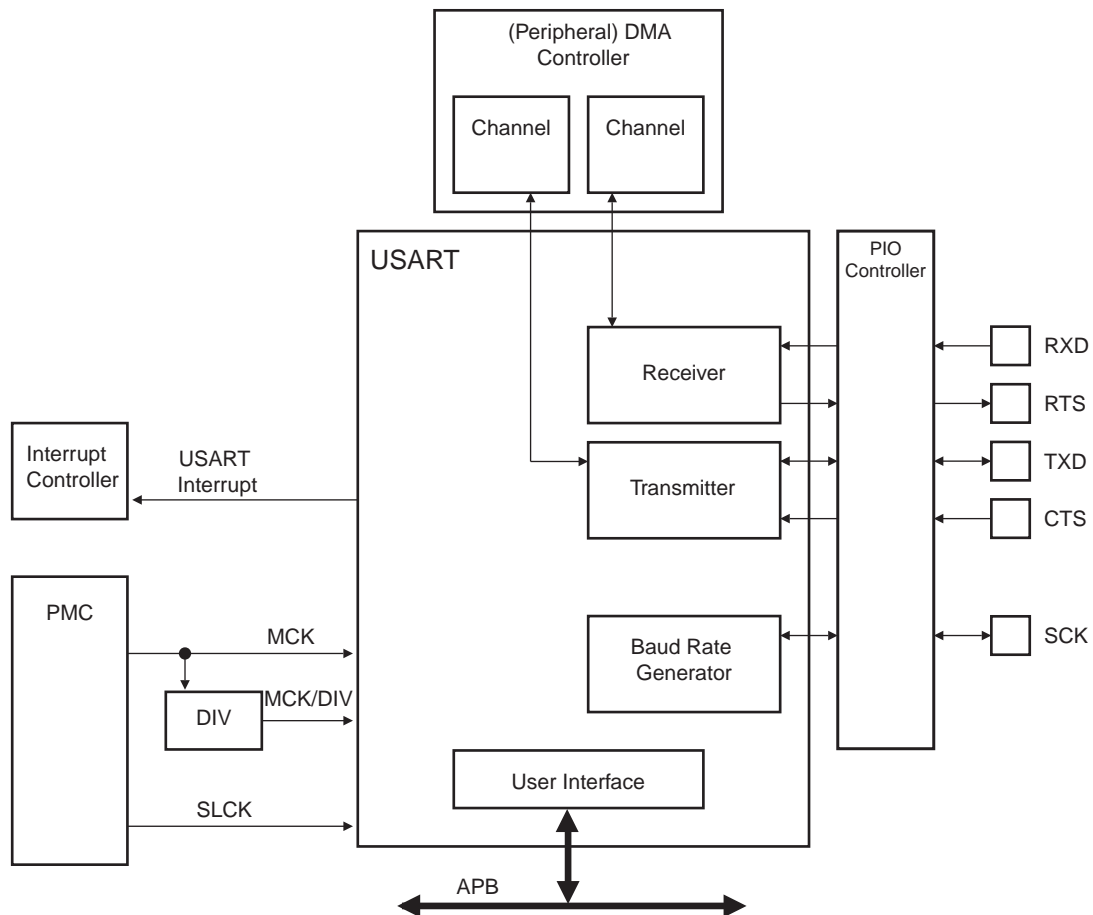 (Peripheral) DMA
Controller
Channel
Channel
USART
PIO
Controller
Receiver
RXD
RTS
Interrupt
Controller
USART
Interrupt
Transmitter
TXD
CTS
PMC
MCK
Baud Rate
Generator
SCK
DIV
MCK/DIV
User Interface
SLCK
APB